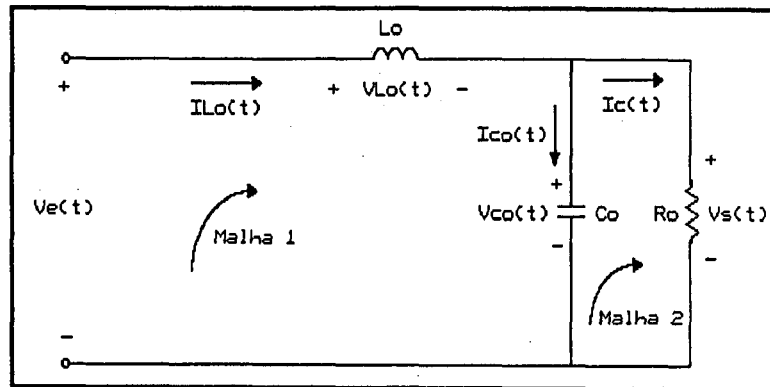 Lo
+ ILo(t) + VLo(t) - Ic(t)
Ico(t)
+ +
Ve(t) Vco(t) Co Ro Vs(t)
Malha 1 - -
Malha 2
-